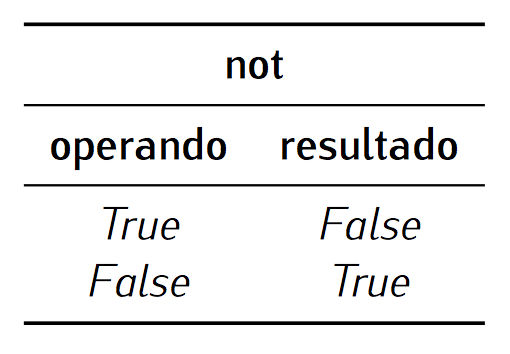 not
operando resultado
True False
False True